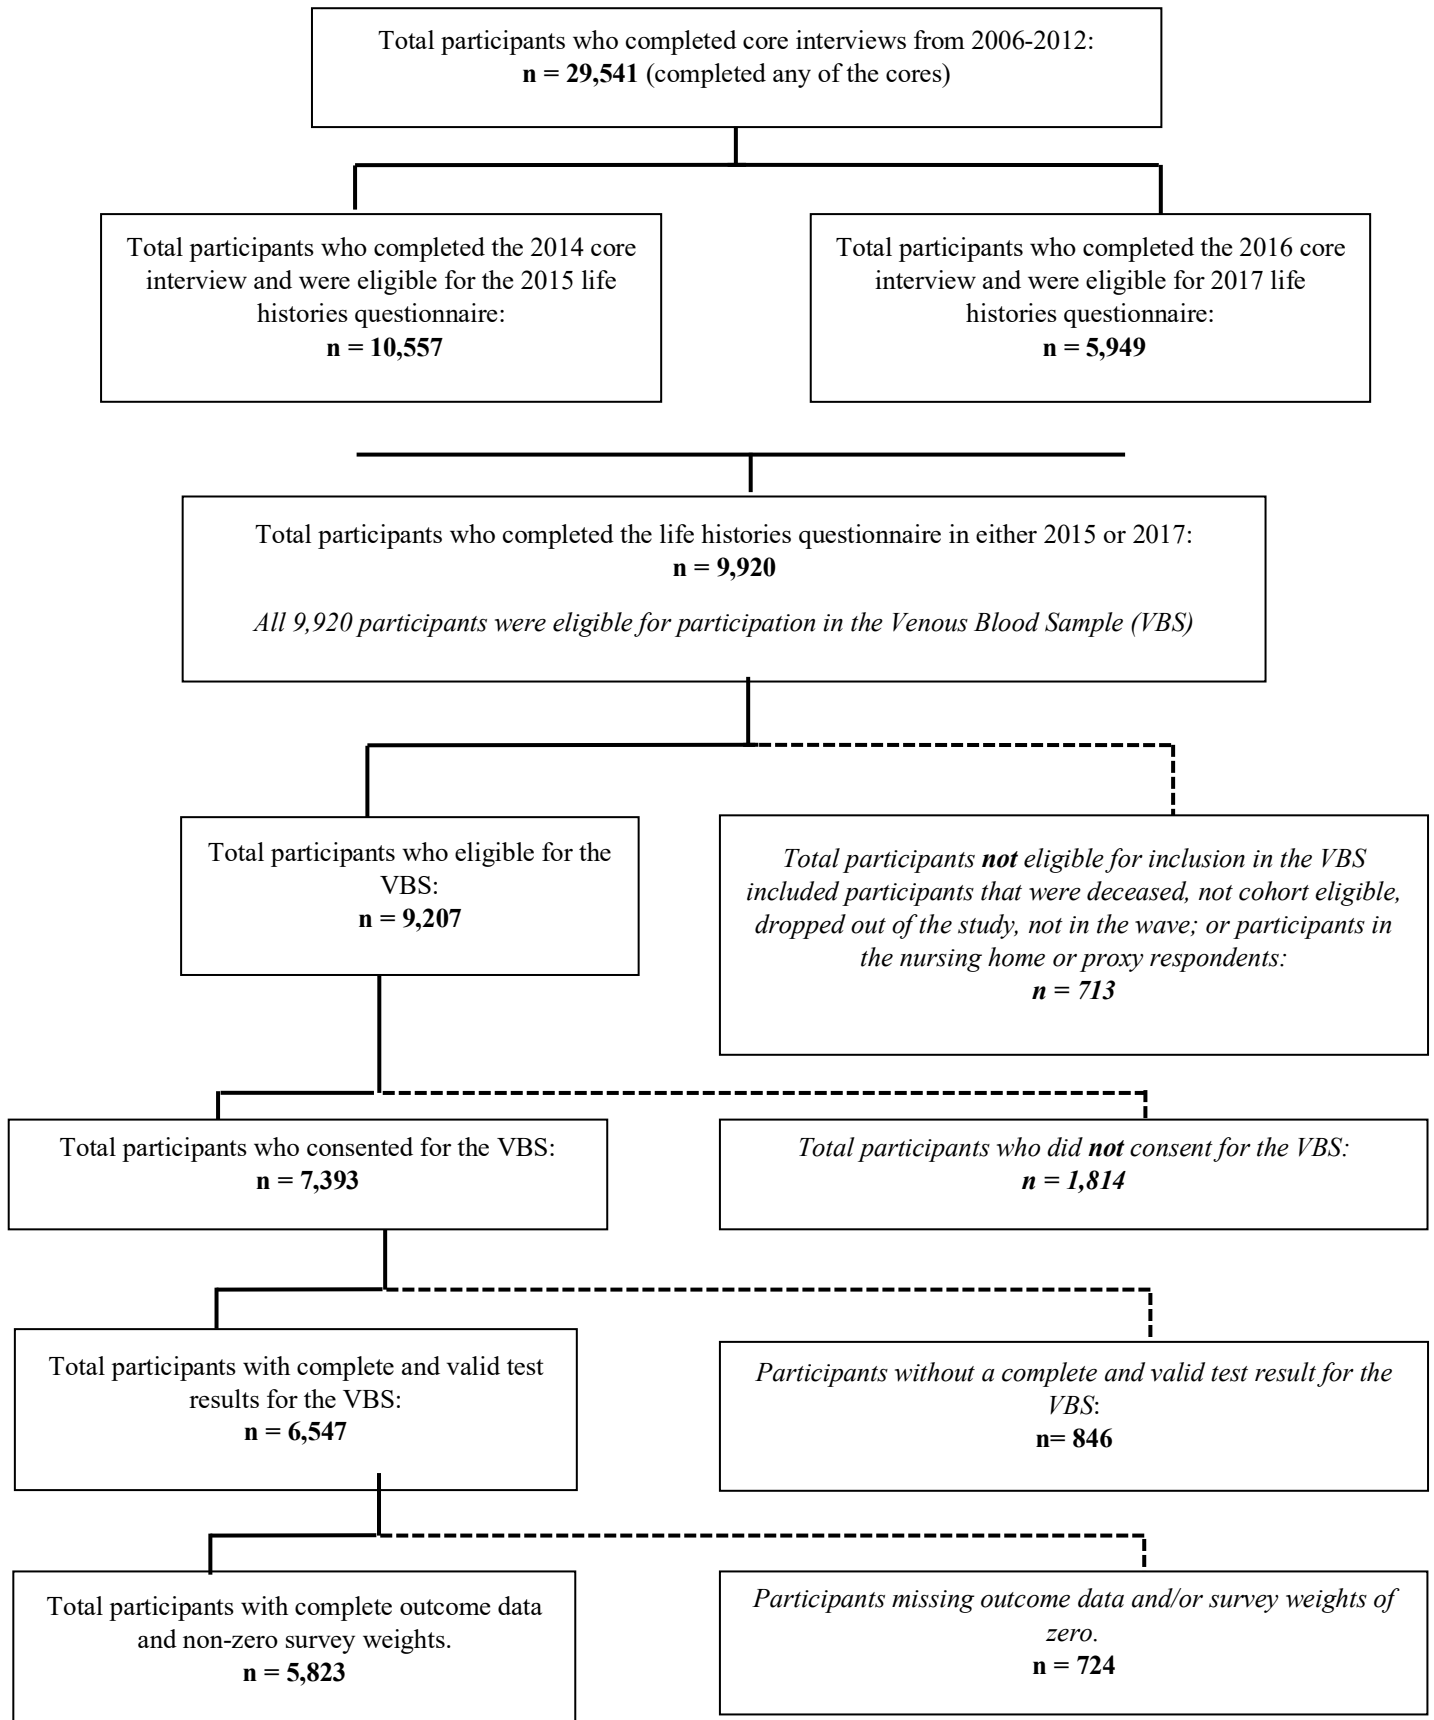 Total participants who completed core interviews from 2006-2012:
n = 29,541 (completed any of the cores)
Total participants who completed the 2014 core
interview and were eligible for the 2015 life
histories questionnaire:
n = 10,557
Total participants who completed the 2016 core
interview and were eligible for 2017 life
histories questionnaire:
n = 5,949
Total participants who completed the life histories questionnaire in either 2015 or 2017:
n = 9,920
All 9,920 participants were eligible for participation in the Venous Blood Sample (VBS)
Total participants who eligible for the
VBS:
n = 9,207
Total participants not eligible for inclusion in the VBS
included participants that were deceased, not cohort eligible,
dropped out of the study, not in the wave; or participants in
the nursing home or proxy respondents:
n = 713
Total participants who consented for the VBS:
n = 7,393
Total participants who did not consent for the VBS:
n = 1,814
Total participants with complete and valid test
results for the VBS:
n = 6,547
Participants without a complete and valid test result for the
VBS:
n= 846
Total participants with complete outcome data
and non-zero survey weights.
n = 5,823
Participants missing outcome data and/or survey weights of
zero.
n = 724